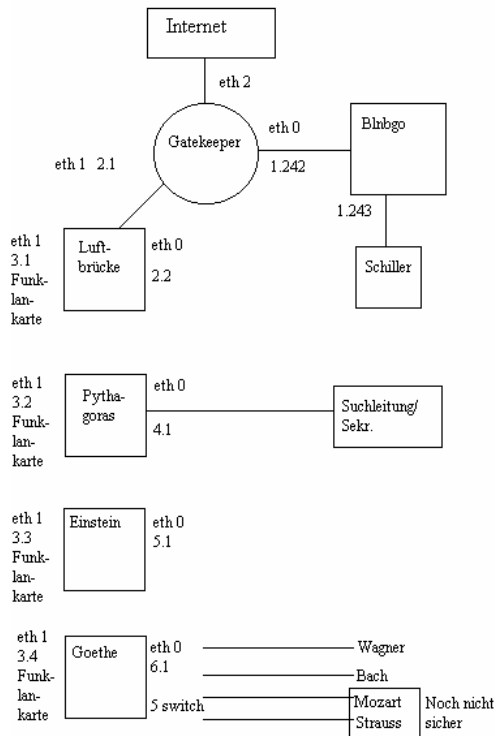 Internet
eth 2
Gatekeeper
eth 0
Blnbgo
eth 1 2.1
1.242
1.243
eth 1
3.1
Funk-
lan-
karte
Luft-
brücke
eth 0
2.2
Schiller
eth 1
3.2
Funk-
lan-
karte
Pytha-
goras
eth 0
4.1
Suchleitung/
Sekr.
eth 1
3.3
Funk-
lan-
karte
Einstein
eth 0
5.1
eth 1
3.4
Funk-
lan-
karte
Goethe
eth 0
6.1
5 switch
Wagner
Bach
Mozart
Strauss
Noch nicht
sicher